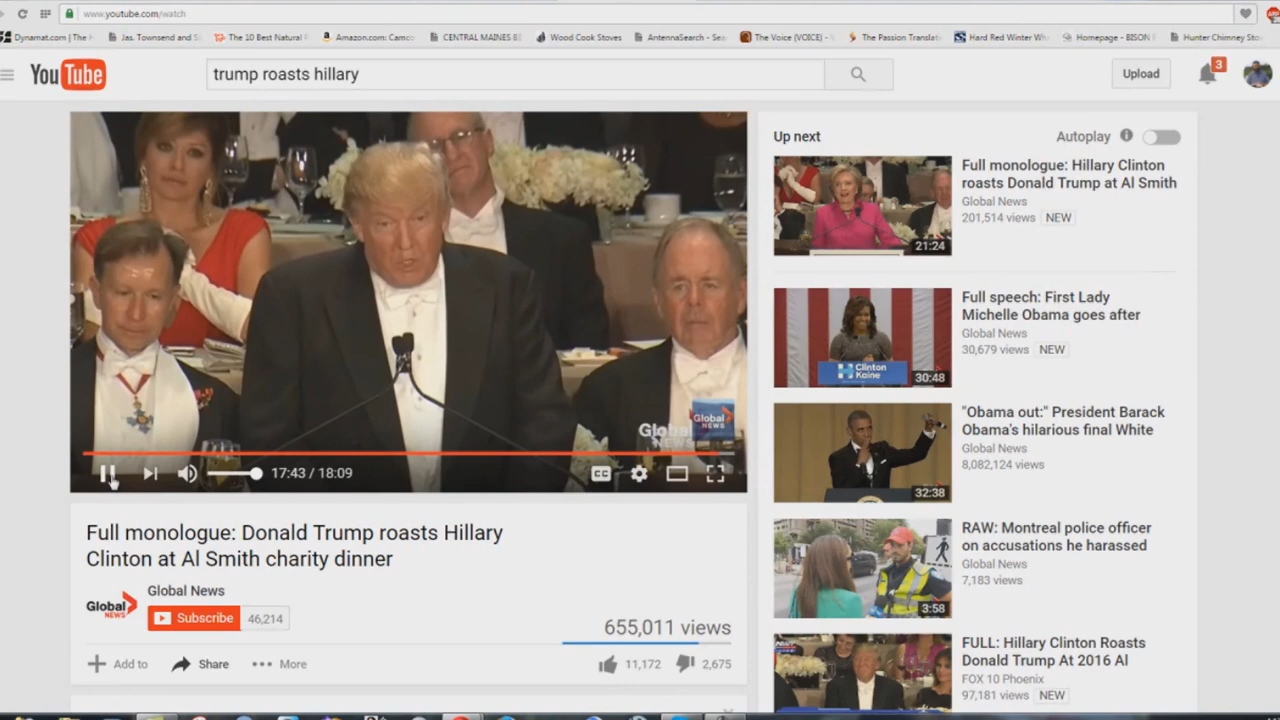 www.youtube.com/watch
Dynamat.com | The H
Jas. Townsend and S
The 10 Best Natural F
Amazon.com: Camco
CENTRAL MAINES B
Wood Cook Stoves
AntennaSearch - Sea
The Voice (VOICE) -
The Passion Translat
Hard Red Winter Wh
Homepage - BISON
Hunter Chimney Sto
YouTube
trump roasts hillary
Upload
3
Up next
Autoplay
Full monologue: Hillary Clinton
roasts Donald Trump at Al Smith
Global News
201,514 views NEW
21:24
Full speech: First Lady
Michelle Obama goes after
Global News
30,679 views NEW
Clinton
Kaine
30:48
"Obama out:" President Barack
Obama's hilarious final White
Global News
8,082,124 views
32:38
RAW: Montreal police officer
on accusations he harassed
Global News
7,183 views
3:58
FULL: Hillary Clinton Roasts
Donald Trump At 2016 Al
FOX 10 Phoenix
97,181 views NEW
Global
NEWS
Global
NEWS
17:43 / 18:09
CC
Full monologue: Donald Trump roasts Hillary
Clinton at Al Smith charity dinner
Global News
Global
NEWS
Subscribe 46,214
655,011 views
Add to
Share
More
11,172
2,675